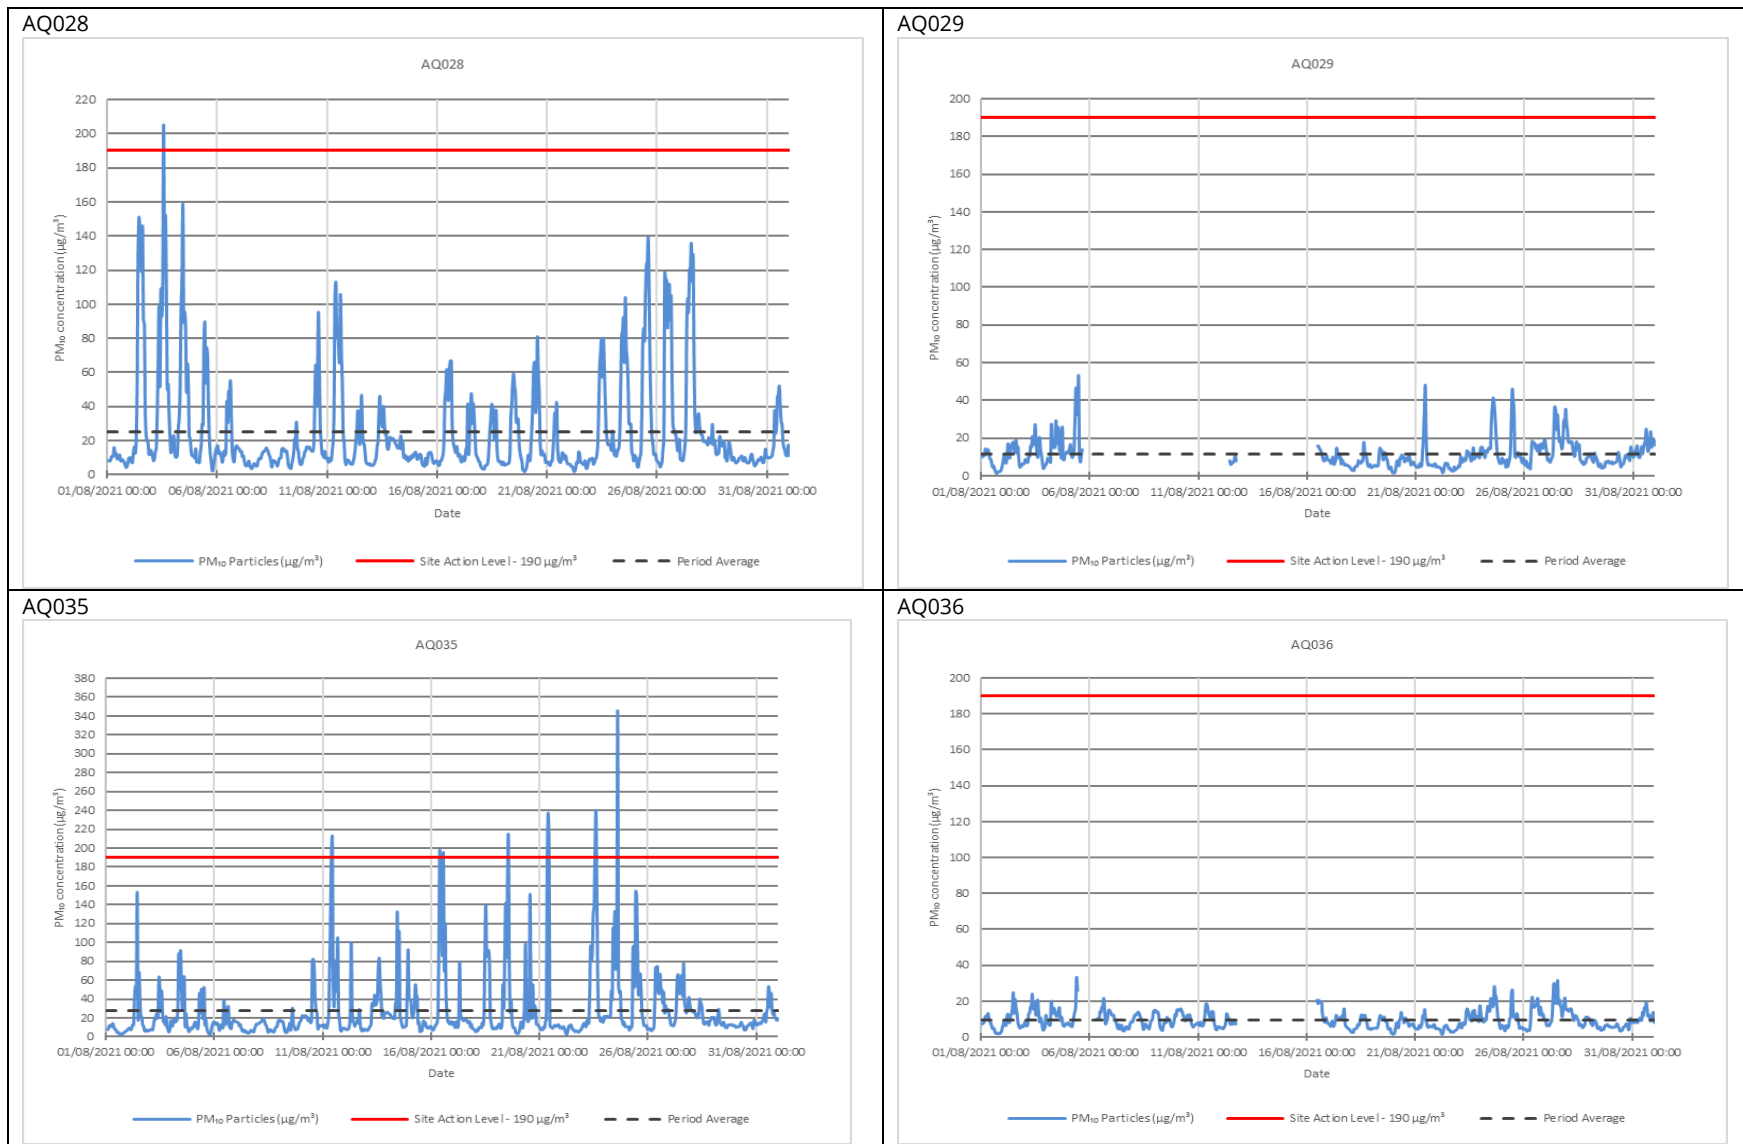 AQ028
AQ028
PM₁₀ concentration (µg/m³)
220
200
180
160
140
120
100
80
60
40
20
0
01/08/2021 00:00 06/08/2021 00:00 11/08/2021 00:00 16/08/2021 00:00 21/08/2021 00:00 26/08/2021 00:00 31/08/2021 00:00
Date
PM₁₀ Particles (µg/m³) Site Action Level - 190 µg/m³ Period Average
AQ029
AQ029
PM₁₀ concentration (µg/m³)
200
180
160
140
120
100
80
60
40
20
0
01/08/2021 00:00 06/08/2021 00:00 11/08/2021 00:00 16/08/2021 00:00 21/08/2021 00:00 26/08/2021 00:00 31/08/2021 00:00
Date
PM₁₀ Particles (µg/m³) Site Action Level - 190 µg/m³ Period Average
AQ035
AQ035
PM₁₀ concentration (µg/m³)
380
360
340
320
300
280
260
240
220
200
180
160
140
120
100
80
60
40
20
0
01/08/2021 00:00 06/08/2021 00:00 11/08/2021 00:00 16/08/2021 00:00 21/08/2021 00:00 26/08/2021 00:00 31/08/2021 00:00
Date
PM₁₀ Particles (µg/m³) Site Action Level - 190 µg/m³ Period Average
AQ036
AQ036
PM₁₀ concentration (µg/m³)
200
180
160
140
120
100
80
60
40
20
0
01/08/2021 00:00 06/08/2021 00:00 11/08/2021 00:00 16/08/2021 00:00 21/08/2021 00:00 26/08/2021 00:00 31/08/2021 00:00
Date
PM₁₀ Particles (µg/m³) Site Action Level - 190 µg/m³ Period Average